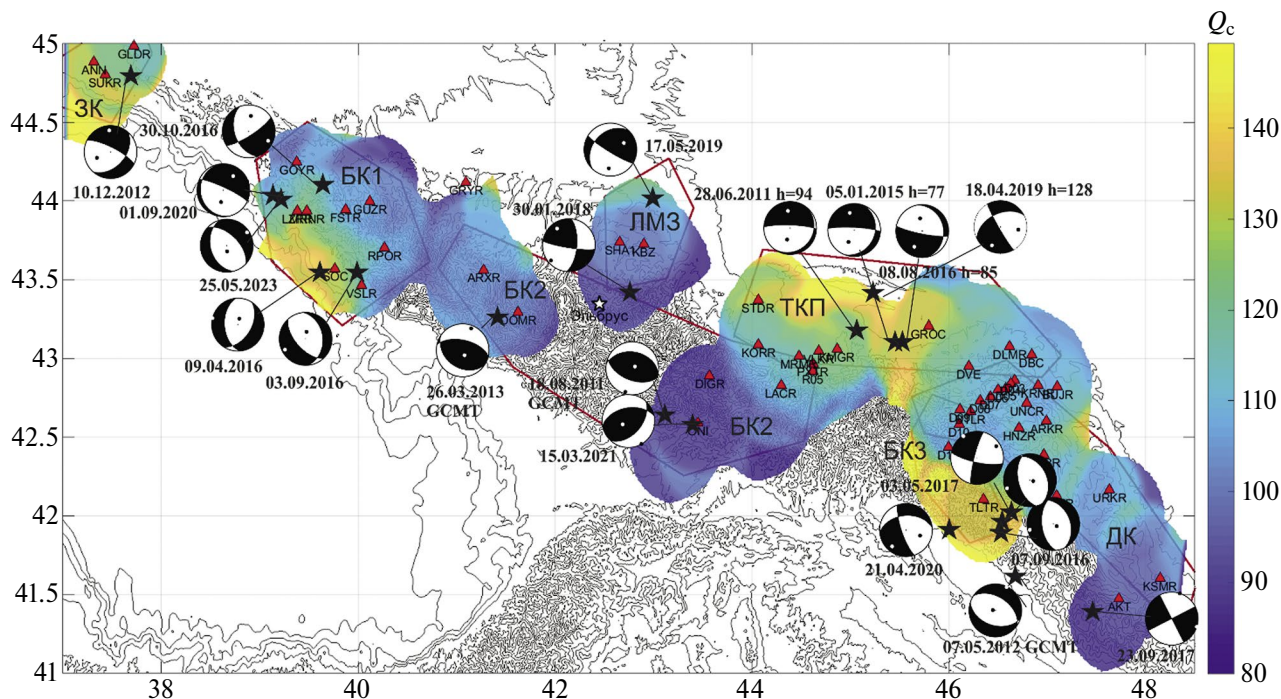 Qc
45
44.5
44
43.5
43
42.5
42
41.5
41
38
40
42
44
46
48
140
130
120
110
100
90
80
GLDR
ANN
SUKR
ЗК
10.12.2012
30.10.2016
GOYR
БК1
01.09.2020
GUZR
FSTR
RPOR
25.05.2023
SOC
VSLR
09.04.2016
03.09.2016
GRYR
ARXR
БК2
DOMR
26.03.2013
GCMT
17.05.2019
ЛМЗ
SHA1
KBZ
30.01.2018
Эльбрус
28.06.2011 h=94
05.01.2015 h=77
18.04.2019 h=128
08.08.2016 h=85
ТКП
STDR
GROC
KORR
LACR
R05
DLMR
DBC
DVE
18.08.2011
GCMT
DIGR
БК2
ONI
15.03.2021
BUJR
UNCR
ARKR
HNZR
БК3
03.05.2017
TLTR
URKR
ДК
21.04.2020
07.09.2016
KSMR
AKT
07.05.2012 GCMT
23.09.2017